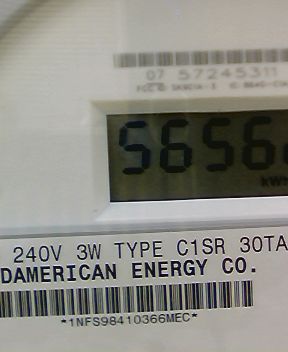 07 57245311
5656
kWh
240V 3W TYPE C1SR 30TA
DAMERICAN ENERGY CO.
*1NFS98410366MEC*